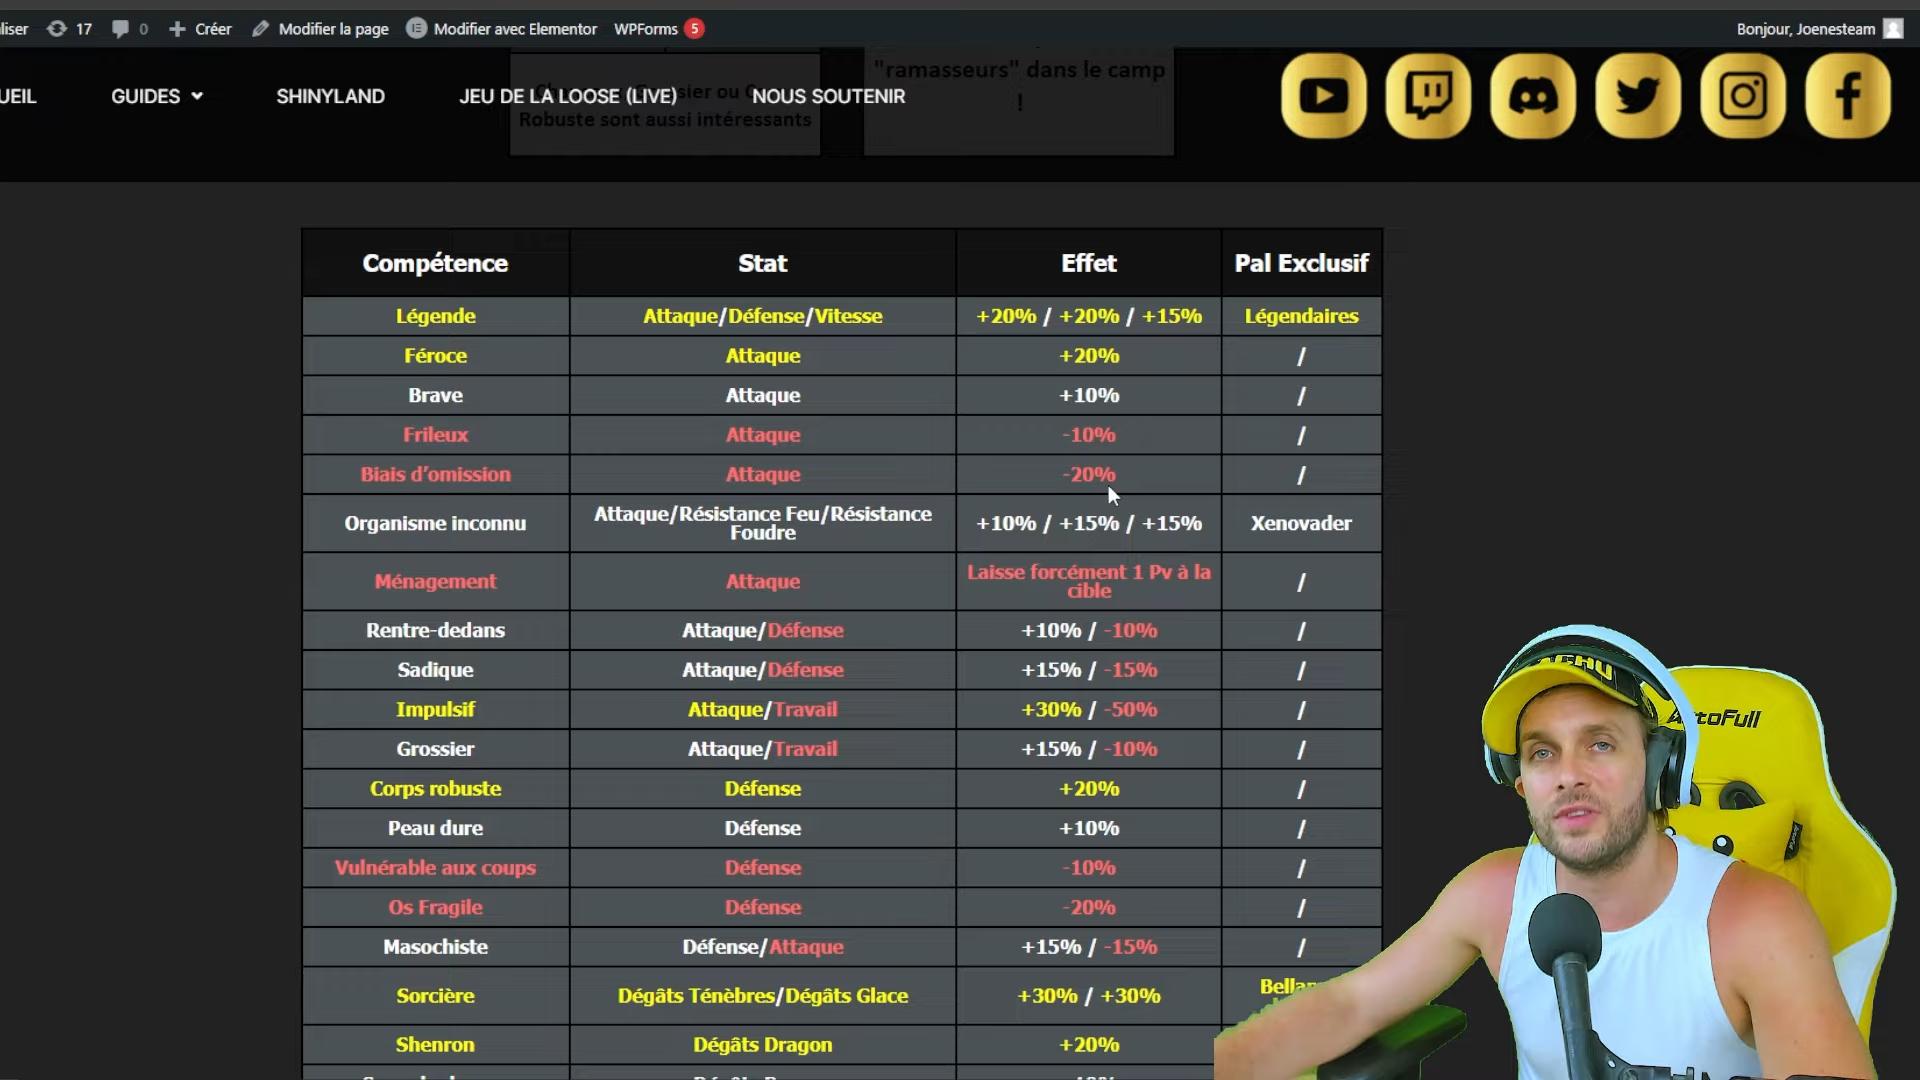 liser 17 0 Créer Modifier la page Modifier avec Elementor WPForms 5 Bonjour, Joenesteam
UEIL GUIDES SHINYLAND JEU DE LA LOOSE (LIVE) NOUS SOUTENIR
"ramasseurs" dans le camp
!
Robuste sont aussi intéressants
Compétence Stat Effet Pal Exclusif
Légende Attaque/Défense/Vitesse +20% / +20% / +15% Légendaires
Féroce Attaque +20% /
Brave Attaque +10% /
Frileux Attaque -10% /
Biais d'omission Attaque -20% /
Organisme inconnu Attaque/Résistance Feu/Résistance
Foudre +10% / +15% / +15% Xenovader
Ménagement Attaque Laisse forcément 1 Pv à la
cible /
Rentre-dedans Attaque/Défense +10% / -10% /
Sadique Attaque/Défense +15% / -15% /
Impulsif Attaque/Travail +30% / -50% /
Grossier Attaque/Travail +15% / -10% /
Corps robuste Défense +20% /
Peau dure Défense +10% /
Vulnérable aux coups Défense -10% /
Os Fragile Défense -20% /
Masochiste Défense/Attaque +15% / -15% /
Sorcière Dégâts Ténèbres/Dégâts Glace +30% / +30%
Shenron Dégâts Dragon +20%